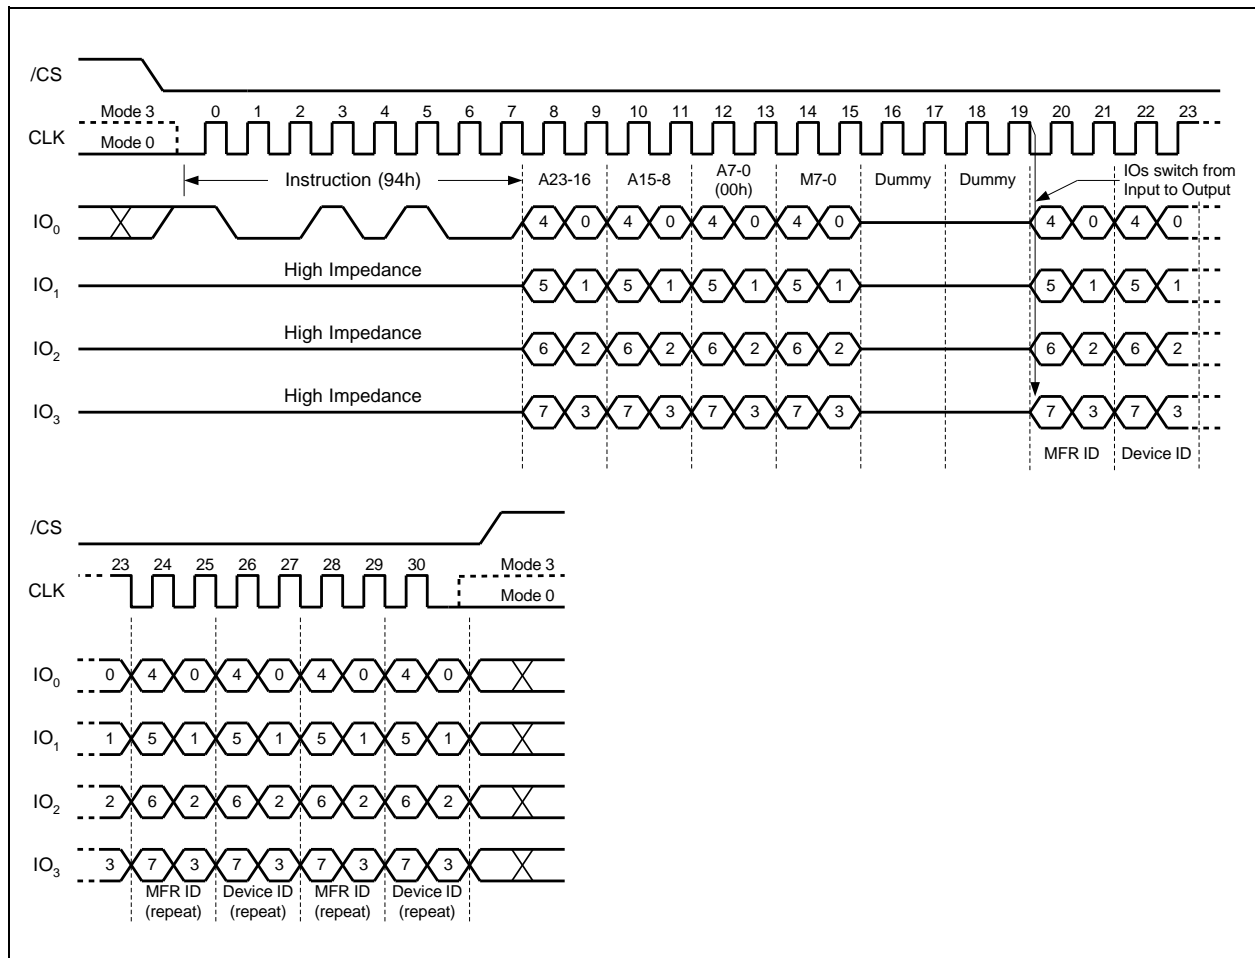 /CS
Mode 3
0 1 2 3 4 5 6 7 8 9 10 11 12 13 14 15 16 17 18 19 20 21 22 23
CLK
Mode 0
Instruction (94h)
A23-16 A15-8 A7-0 M7-0 Dummy Dummy
(00h)
IOs switch from
Input to Output
IO0 4 0 4 0 4 0 4 0 4 0 4 0
High Impedance
IO1 5 1 5 1 5 1 5 1 5 1 5 1
High Impedance
IO2 6 2 6 2 6 2 6 2 6 2 6 2
High Impedance
IO3 7 3 7 3 7 3 7 3 7 3 7 3
MFR ID Device ID
/CS
23 24 25 26 27 28 29 30 Mode 3
CLK
Mode 0
IO0 0 4 0 4 0 4 0 4 0
IO1 1 5 1 5 1 5 1 5 1
IO2 2 6 2 6 2 6 2 6 2
IO3 3 7 3 7 3 7 3 7 3
MFR ID Device ID MFR ID Device ID
(repeat) (repeat) (repeat) (repeat)